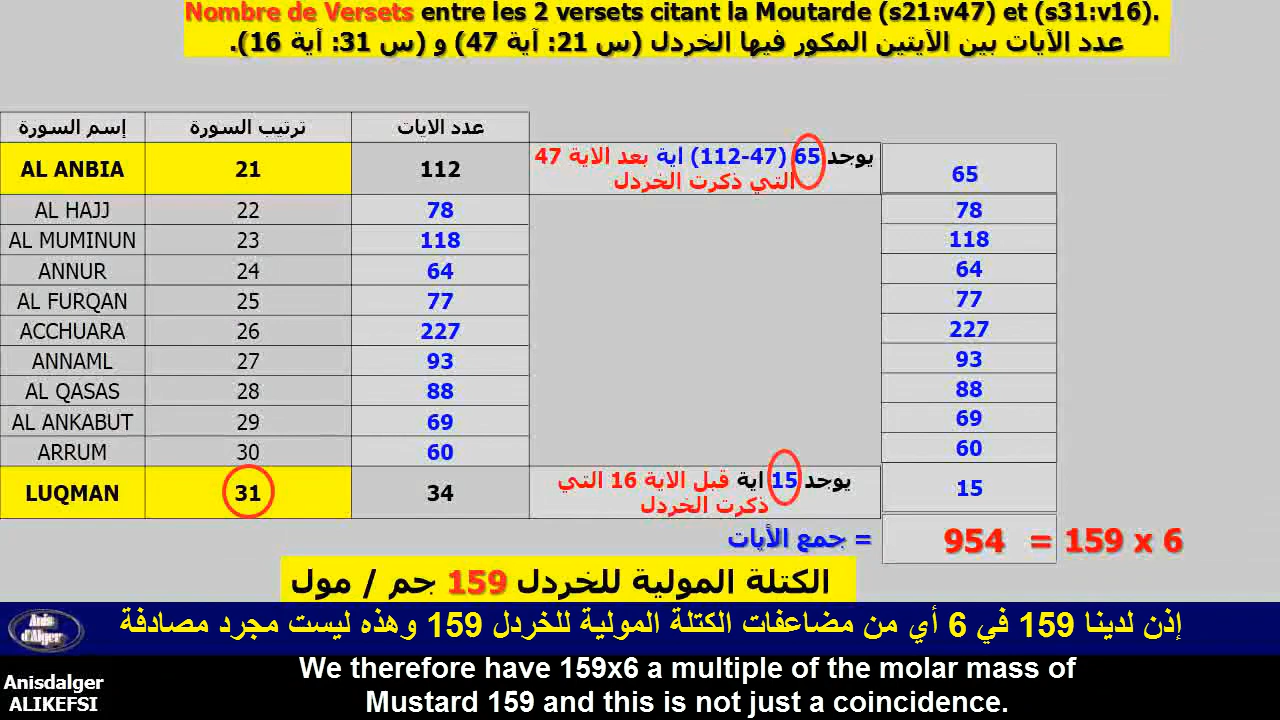 Nombre de Versets entre les 2 versets citant la Moutarde (s21:v47) et (s31:v16).
عدد الآيات بين الآيتين المكور فيها الخردل (س 21: آية 47) و (س 31: آية 16).
إسم السورة ترتيب السورة عدد الايات
AL ANBIA 21 112 يوجد 65 (112-47) اية بعد الاية 47 65
التي ذكرت الخردل
AL HAJJ 22 78 78
AL MUMINUN 23 118 118
ANNUR 24 64 64
AL FURQAN 25 77 77
ACCHUARA 26 227 227
ANNAML 27 93 93
AL QASAS 28 88 88
AL ANKABUT 29 69 69
ARRUM 30 60 60
LUQMAN 31 34 يوجد 15 اية قبل الاية 16 التي 15
ذكرت الخردل
= جمع الأيات 954 = 159 x 6
الكتلة المولية للخردل 159 جم / مول
Anis
d'Alger
إذن لدينا 159 في 6 أي من مضاعفات الكتلة المولية للخردل 159 وهذه ليست مجرد مصادفة
Anisdalger
ALIKEFSI
We therefore have 159x6 a multiple of the molar mass of
Mustard 159 and this is not just a coincidence.